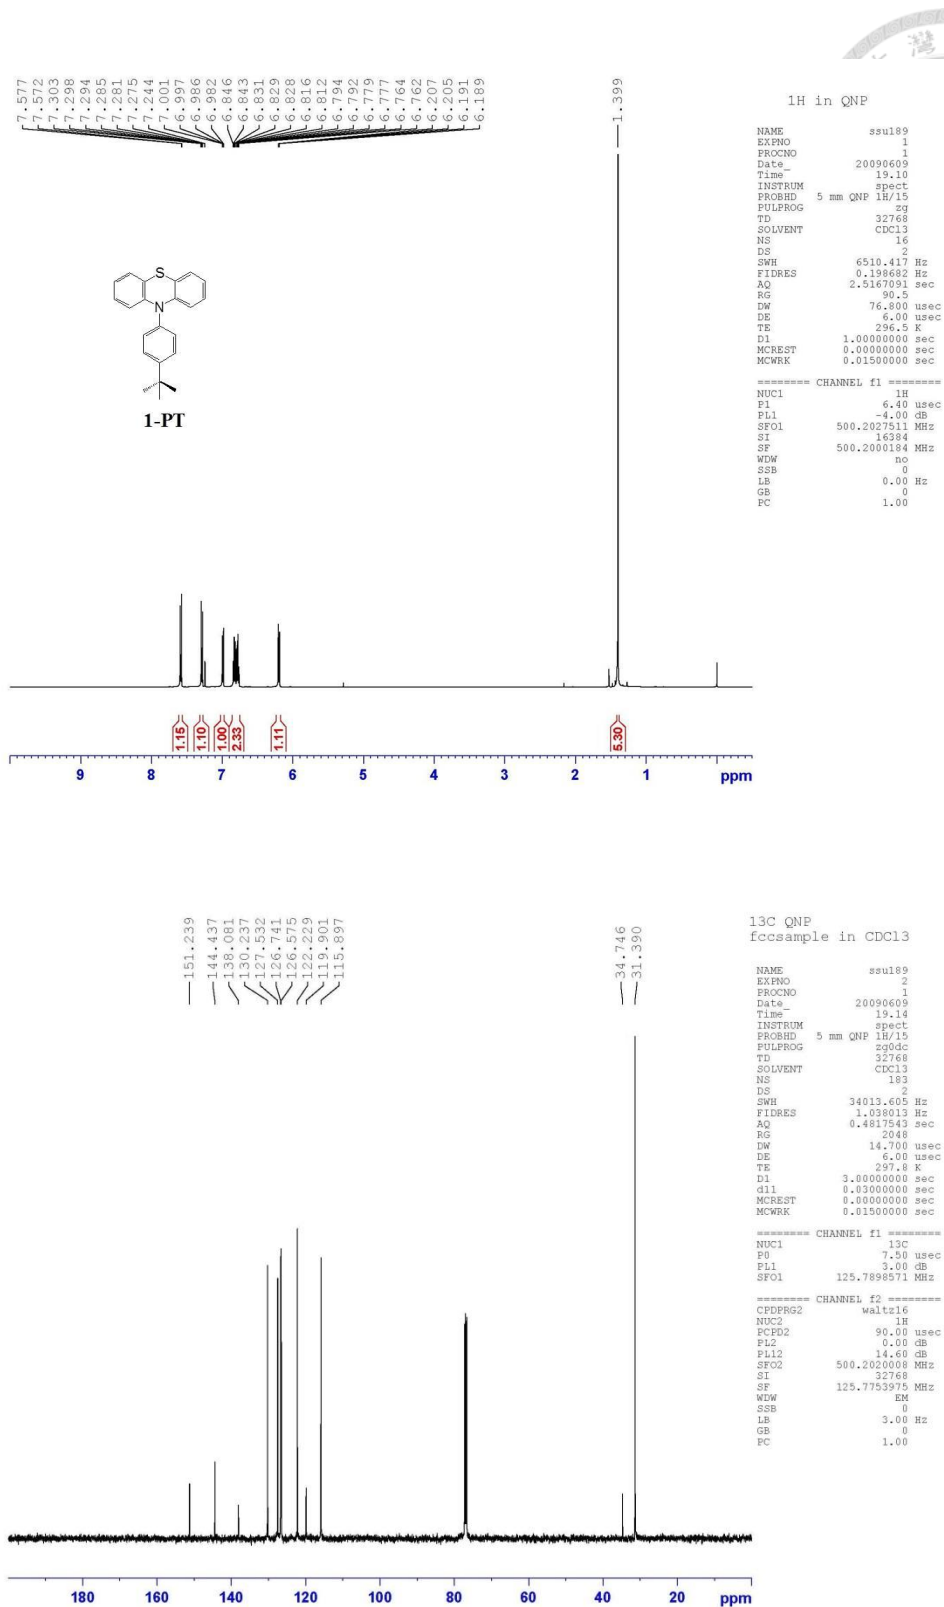 灣
7.577
7.572
7.303
7.298
7.294
7.285
7.281
7.275
7.244
7.001
6.997
6.986
6.982
6.846
6.843
6.831
6.829
6.828
6.816
6.812
6.794
6.792
6.779
6.777
6.764
6.762
6.207
6.205
6.191
6.189
1.399
1H in QNP
NAME ssu189
EXPNO 1
PROCNO 1
Date_ 20090609
Time 19.10
INSTRUM spect
PROBHD 5 mm QNP 1H/15
PULPROG zg
TD 32768
SOLVENT CDCl3
NS 16
DS 2
SWH 6510.417 Hz
FIDRES 0.198682 Hz
AQ 2.5167091 sec
RG 90.5
DW 76.800 usec
DE 6.00 usec
TE 296.5 K
D1 1.00000000 sec
MCREST 0.00000000 sec
MCWRK 0.01500000 sec
======== CHANNEL f1 ========
NUC1 1H
P1 6.40 usec
PL1 -4.00 dB
SFO1 500.2027511 MHz
SI 16384
SF 500.2000184 MHz
WDW no
SSB 0
LB 0.00 Hz
GB 0
PC 1.00
S
N
1-PT
1.15
1.10
1.00
2.33
1.11
5.30
9 8 7 6 5 4 3 2 1 ppm
151.239
144.437
138.081
130.237
127.532
126.741
126.575
122.229
119.901
115.897
34.746
31.390
13C QNP
fccsample in CDCl3
NAME ssu189
EXPNO 2
PROCNO 1
Date_ 20090609
Time 19.14
INSTRUM spect
PROBHD 5 mm QNP 1H/15
PULPROG zg0dc
TD 32768
SOLVENT CDCl3
NS 183
DS 2
SWH 34013.605 Hz
FIDRES 1.038013 Hz
AQ 0.4817543 sec
RG 2048
DW 14.700 usec
DE 6.00 usec
TE 297.8 K
D1 3.00000000 sec
d11 0.03000000 sec
MCREST 0.00000000 sec
MCWRK 0.01500000 sec
======== CHANNEL f1 ========
NUC1 13C
P0 7.50 usec
PL1 3.00 dB
SFO1 125.7898571 MHz
======== CHANNEL f2 ========
CPDPRG2 waltz16
NUC2 1H
PCPD2 90.00 usec
PL2 0.00 dB
PL12 14.60 dB
SFO2 500.2020008 MHz
SI 32768
SF 125.7753975 MHz
WDW EM
SSB 0
LB 3.00 Hz
GB 0
PC 1.00
180 160 140 120 100 80 60 40 20 ppm